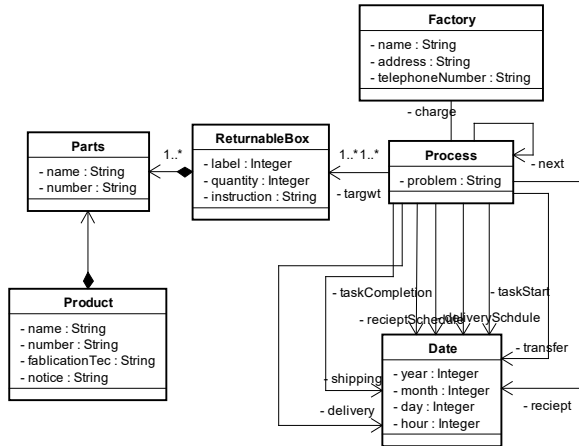 Factory
- name : String
- address : String
- telephoneNumber : String
- charge
Parts
- name : String
- number : String
1..*
ReturnableBox
- label : Integer
- quantity : Integer
- instruction : String
1..* 1..*
- targwt
Process
- problem : String
- next
Product
- name : String
- number : String
- fablicationTec : String
- notice : String
- taskCompletion
- taskStart
- recieptSchedule
- deliverySchdule
- transfer
- shipping
- delivery
- reciept
Date
- year : Integer
- month : Integer
- day : Integer
- hour : Integer